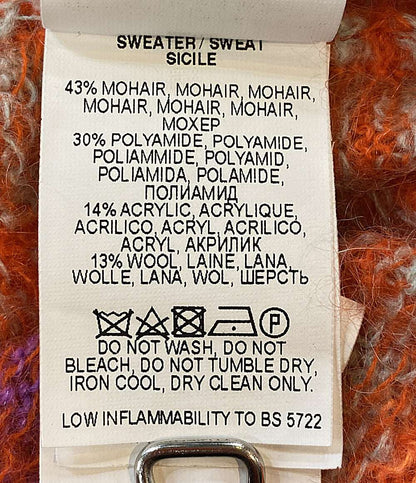 SWEATER / SWEAT
SICILE
43% MOHAIR, MOHAIR, MOHAIR,
MOHAIR, MOHAIR, MOHAIR,
МОХЕР
30% POLYAMIDE, POLYAMIDE,
POLIAMMIDE, POLYAMID,
POLIAMIDA, POLAMIDE,
ПОЛИАМИД
14% ACRYLIC, ACRYLIQUE,
ACRILICO, ACRYL, ACRILICO,
ACRYL, АКРИЛИК
13% WOOL, LAINE, LANA,
WOLLE, LANA, WOL, ШЕРСТЬ
P
DO NOT WASH, DO NOT
BLEACH, DO NOT TUMBLE DRY,
IRON COOL, DRY CLEAN ONLY.
LOW INFLAMMABILITY TO BS 5722